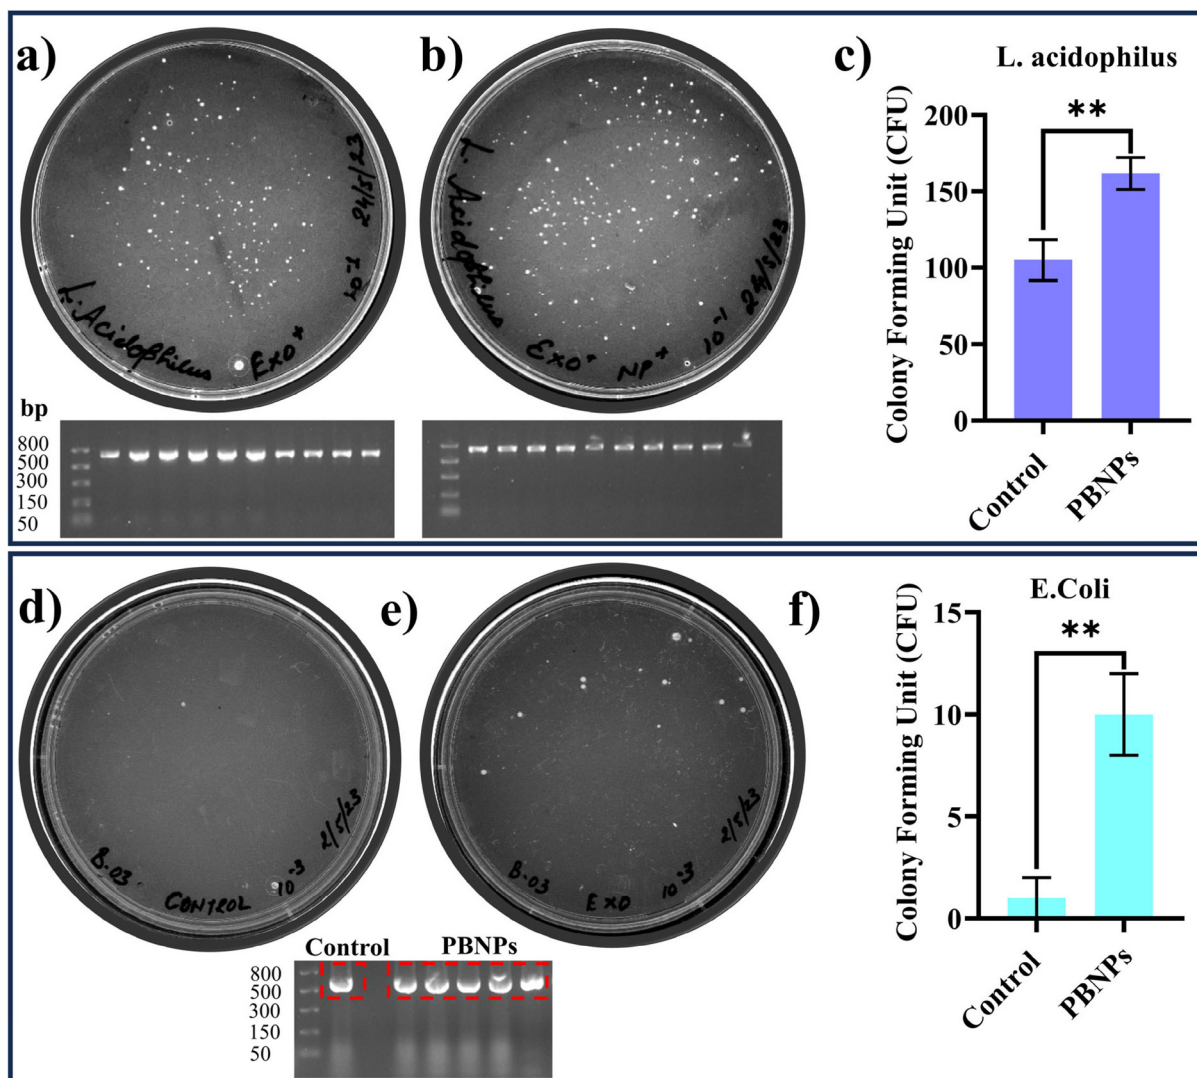 a)
L. Acidophilus
EXO+
10-1
24/5/23
b)
L. Acidophilus
EXO+
NP+
10-1
24/5/23
c)
L. acidophilus
Colony Forming Unit (CFU)
200
150
100
50
0
**
Control
PBNPs
bp
800
500
300
150
50
d)
B-03
CONTROL
10-3
2/5/23
e)
B-03
EXO
10-3
2/5/23
f)
E.Coli
Colony Forming Unit (CFU)
15
10
5
0
**
Control
PBNPs
Control PBNPs
800
500
300
150
50